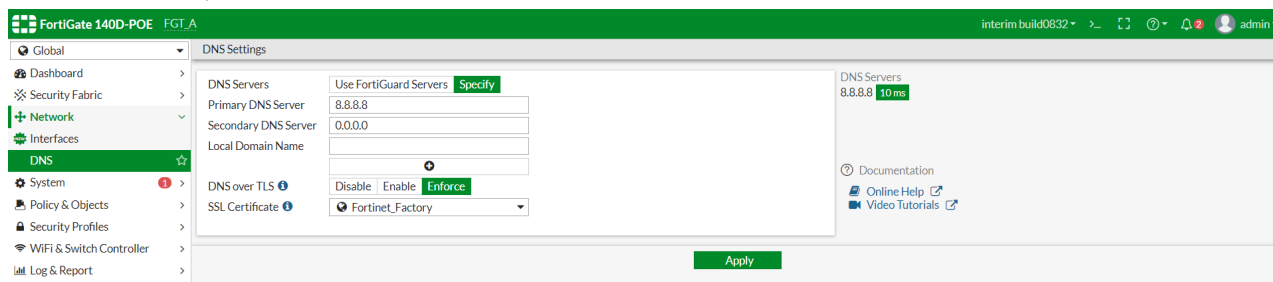 FortiGate 140D-POE FGT_A interim build0832 >_ 2 admin
Global
DNS Settings
Dashboard
Security Fabric
Network
Interfaces
DNS
System 1
Policy & Objects
Security Profiles
WiFi & Switch Controller
Log & Report
DNS Servers Use FortiGuard Servers Specify
Primary DNS Server 8.8.8.8
Secondary DNS Server 0.0.0.0
Local Domain Name
DNS over TLS Disable Enable Enforce
SSL Certificate Fortinet_Factory
Apply
DNS Servers
8.8.8.8 10 ms
Documentation
Online Help
Video Tutorials